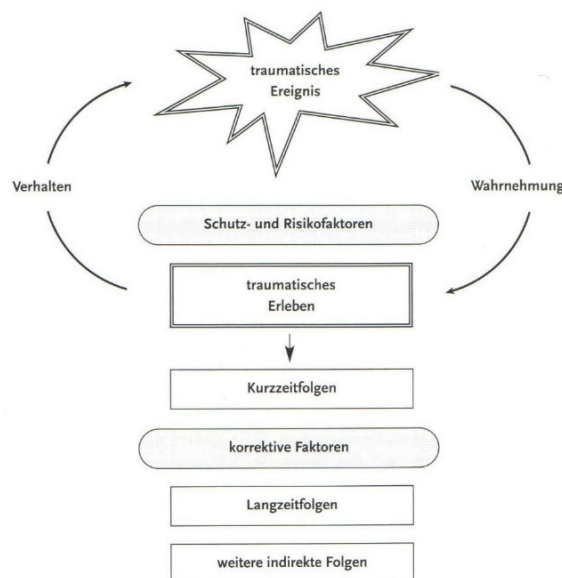 traumatisches
Ereignis
Verhalten
Wahrnehmung
Schutz- und Risikofaktoren
traumatisches
Erleben
Kurzzeitfolgen
korrektive Faktoren
Langzeitfolgen
weitere indirekte Folgen